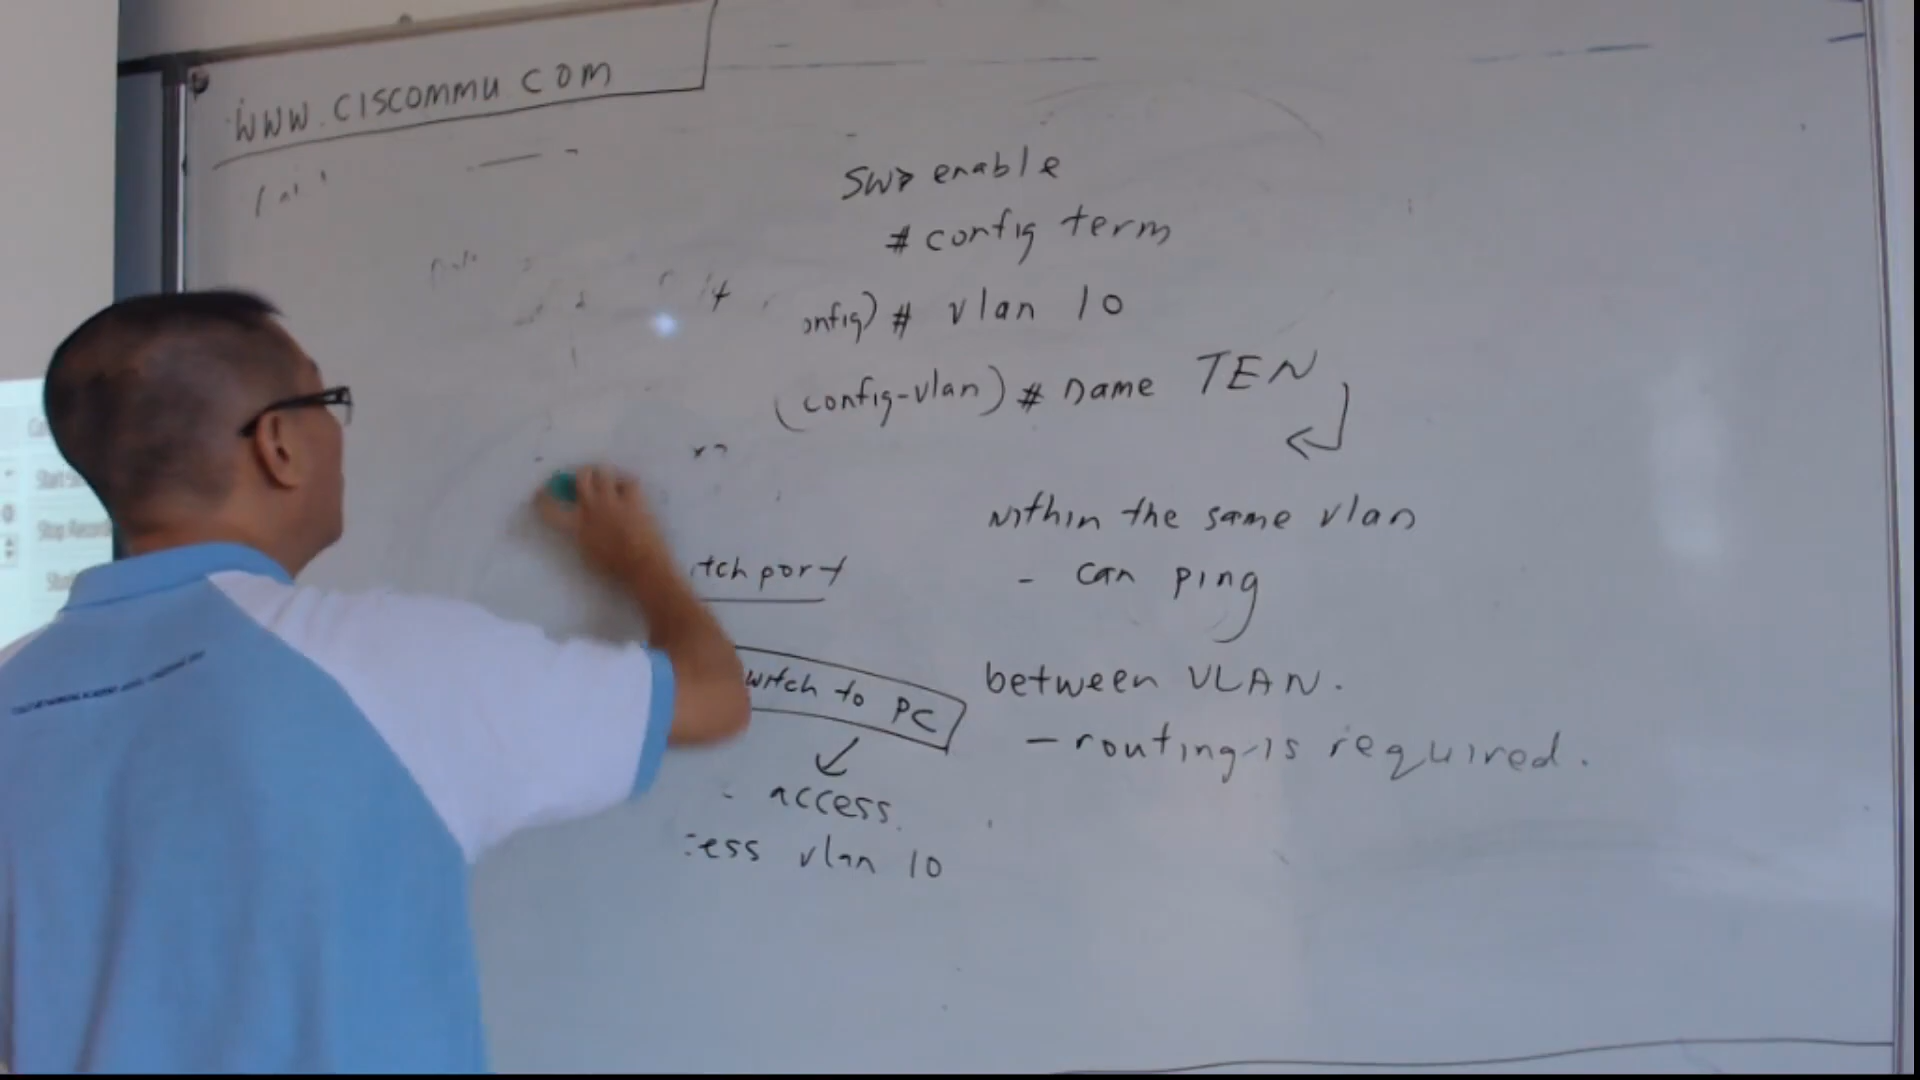 WWW.CISCOMMU COM
SW> enable
# config term
onfig) # vlan 10
(config-vlan) # name TEN
within the same vlan
- can ping
itch port
witch to PC
between VLAN.
- routing is required.
- access
cess vlan 10